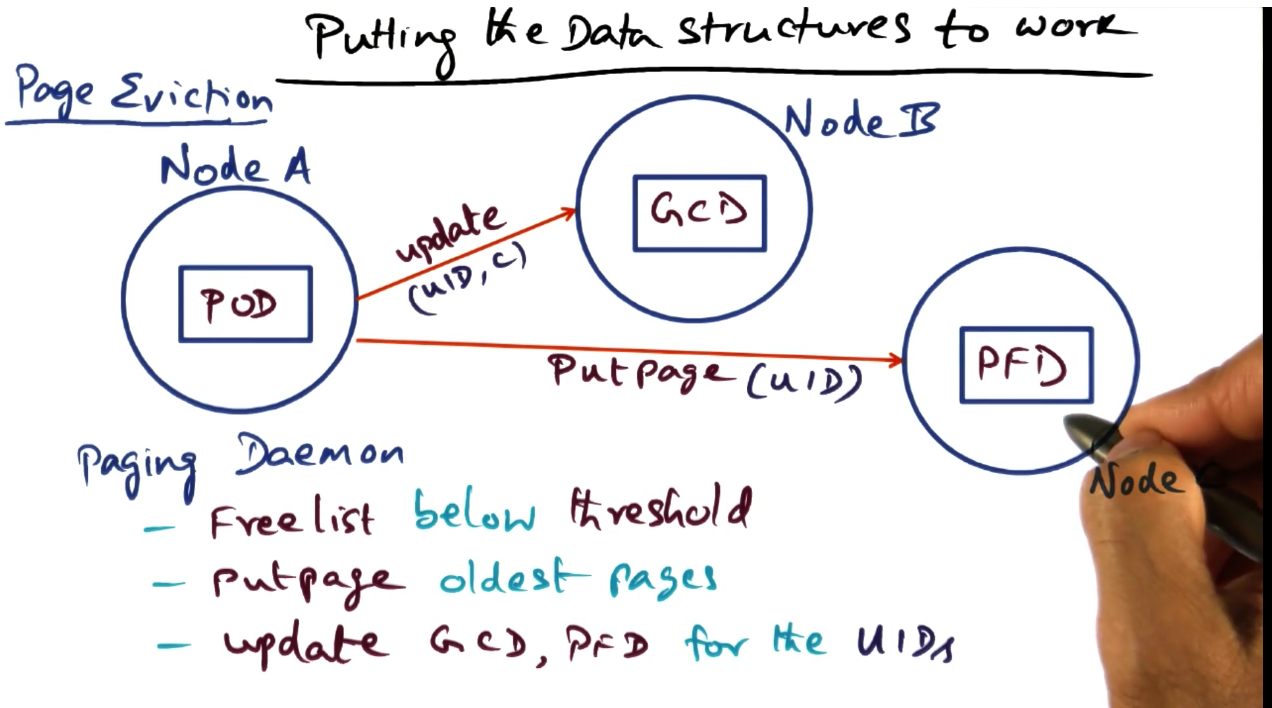 Putting the Data structures to work
Page Eviction
Node A
Node B
POD
GCD
update
(UID, C)
PFD
Putpage (UID)
Node C
Paging Daemon
- Freelist below threshold
- putpage oldest pages
- update GCD, PFD for the UIDs